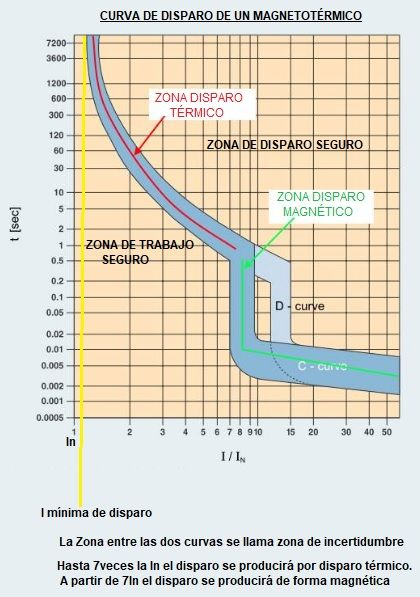 CURVA DE DISPARO DE UN MAGNETOTÉRMICO
7200
3600
1200
600
300
120
60
30
10
5
2
1
0.5
0.2
0.1
0.05
0.02
0.01
0.005
0.002
0.001
0.0005
t [sec]
ZONA DISPARO
TÉRMICO
ZONA DE DISPARO SEGURO
ZONA DISPARO
MAGNÉTICO
ZONA DE TRABAJO
SEGURO
D - curve
C - curve
1 2 3 4 5 6 7 8 9 10 15 20 30 40 50
In
I / IN
I mínima de disparo
La Zona entre las dos curvas se llama zona de incertidumbre
Hasta 7veces la In el disparo se producirá por disparo térmico.
A partir de 7In el disparo se producirá de forma magnética